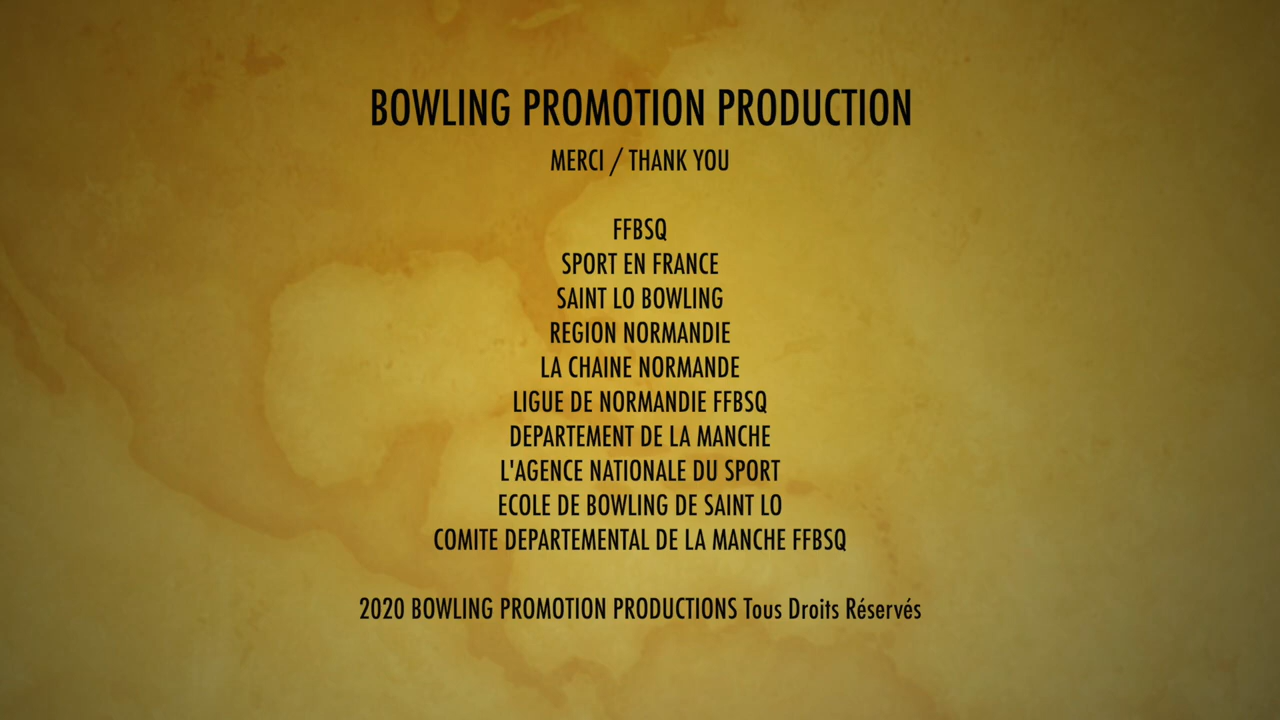 BOWLING PROMOTION PRODUCTION
MERCI / THANK YOU
FFBSQ
SPORT EN FRANCE
SAINT LO BOWLING
REGION NORMANDIE
LA CHAINE NORMANDE
LIGUE DE NORMANDIE FFBSQ
DEPARTEMENT DE LA MANCHE
L'AGENCE NATIONALE DU SPORT
ECOLE DE BOWLING DE SAINT LO
COMITE DEPARTEMENTAL DE LA MANCHE FFBSQ
2020 BOWLING PROMOTION PRODUCTIONS Tous Droits Réservés